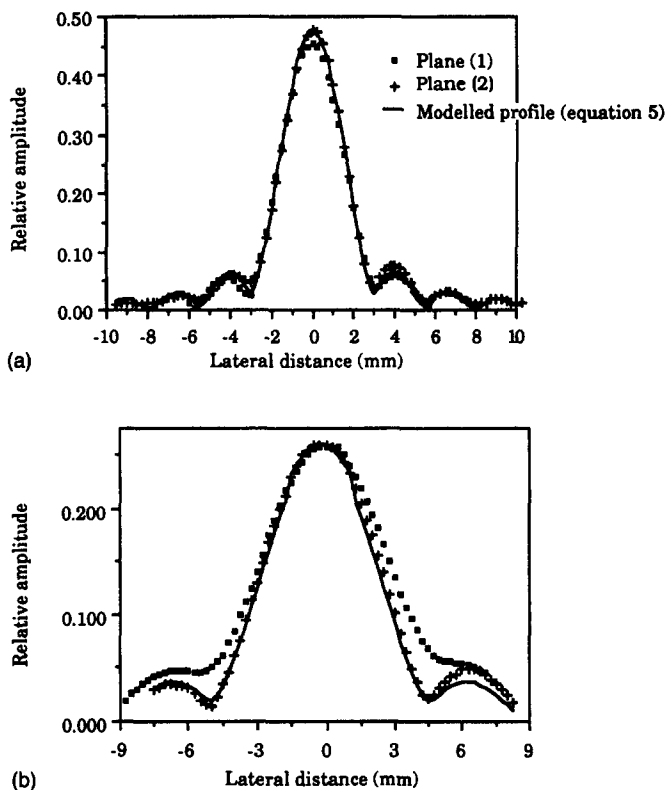 0.50
0.40
0.30
0.20
0.10
0.00
Relative amplitude
Plane (1)
Plane (2)
Modelled profile (equation 5)
-10 -8 -6 -4 -2 0 2 4 6 8 10
Lateral distance (mm)
(a)
0.200
0.100
0.000
Relative amplitude
-9 -6 -3 0 3 6 9
Lateral distance (mm)
(b)